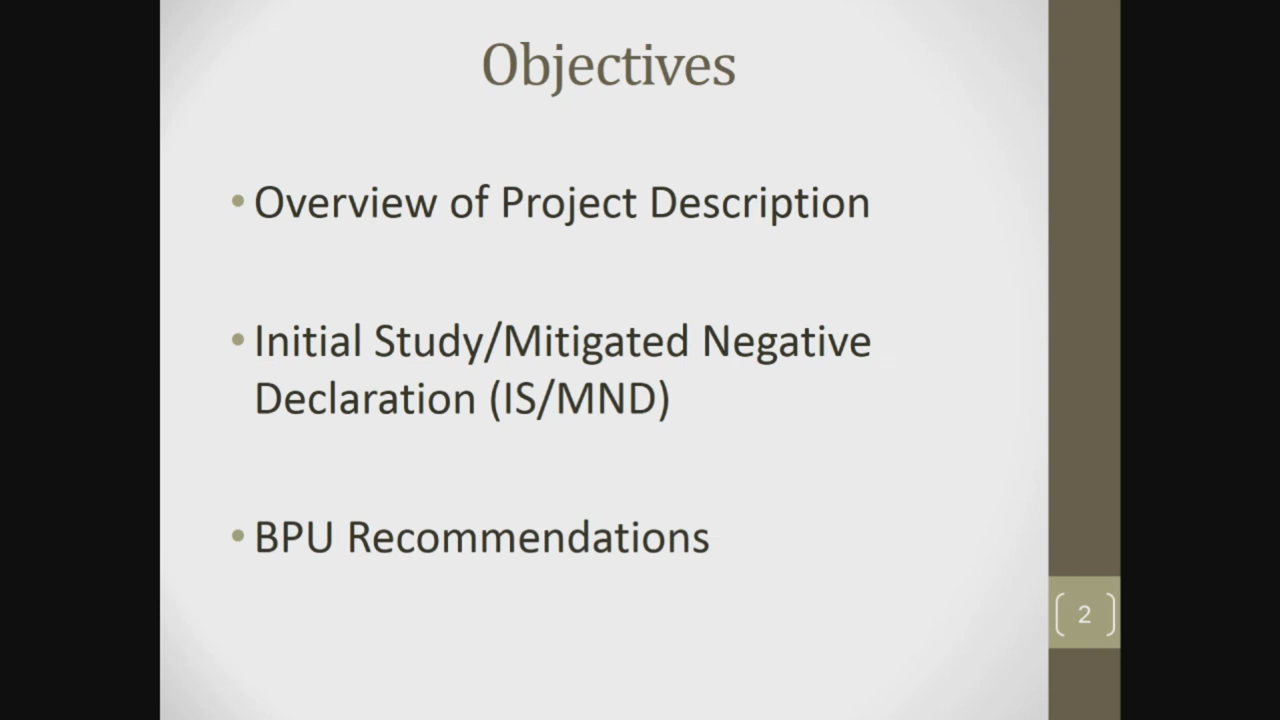 Objectives
• Overview of Project Description
• Initial Study/Mitigated Negative
Declaration (IS/MND)
• BPU Recommendations
2